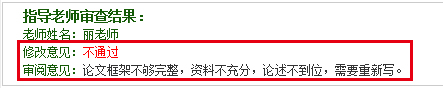 指导老师审查结果：
老师姓名：丽老师
修改意见：不通过
审阅意见：论文框架不够完整，资料不充分，论述不到位，需要重新写。